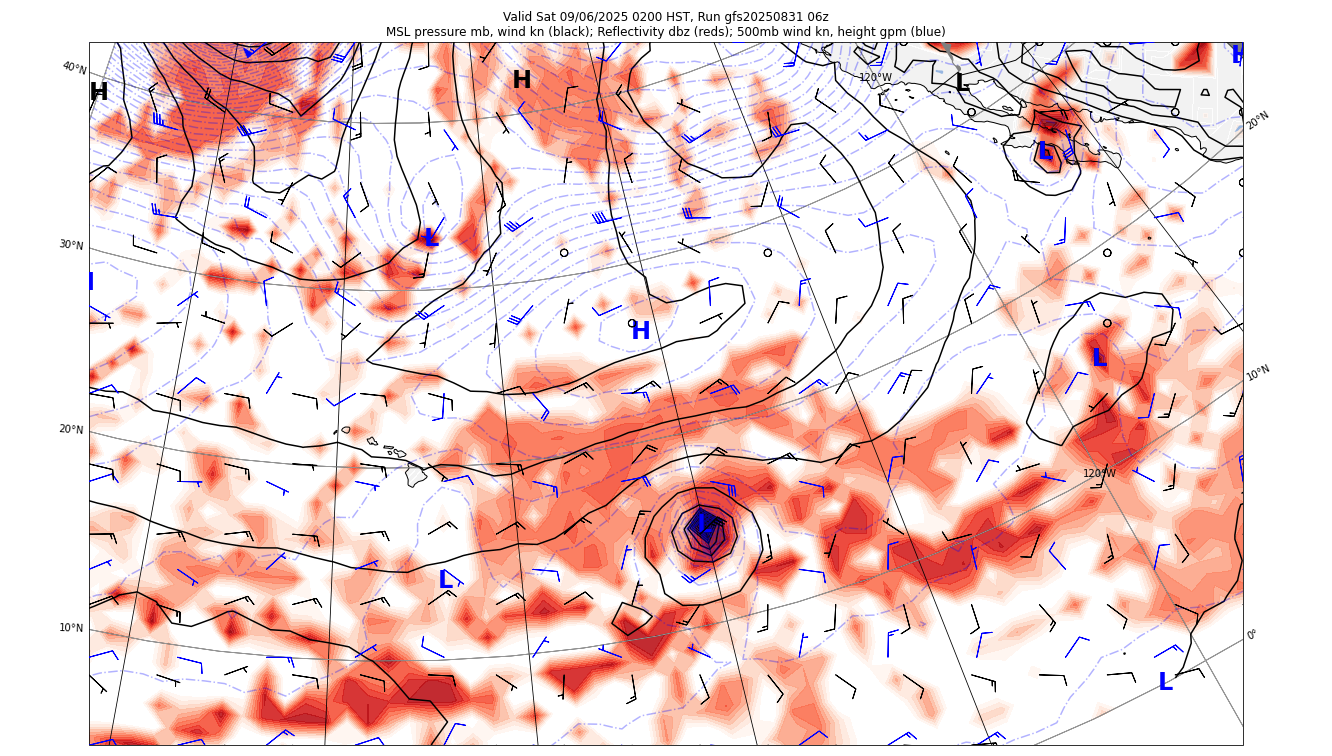 Valid Sat 09/06/2025 0200 HST, Run gfs20250831 06z
MSL pressure mb, wind kn (black); Reflectivity dbz (reds); 500mb wind kn, height gpm (blue)
H
40°N
H
H
L
120°W
20°N
L
L
30°N
H
L
10°N
20°N
120°W
L
10°N
0°
L